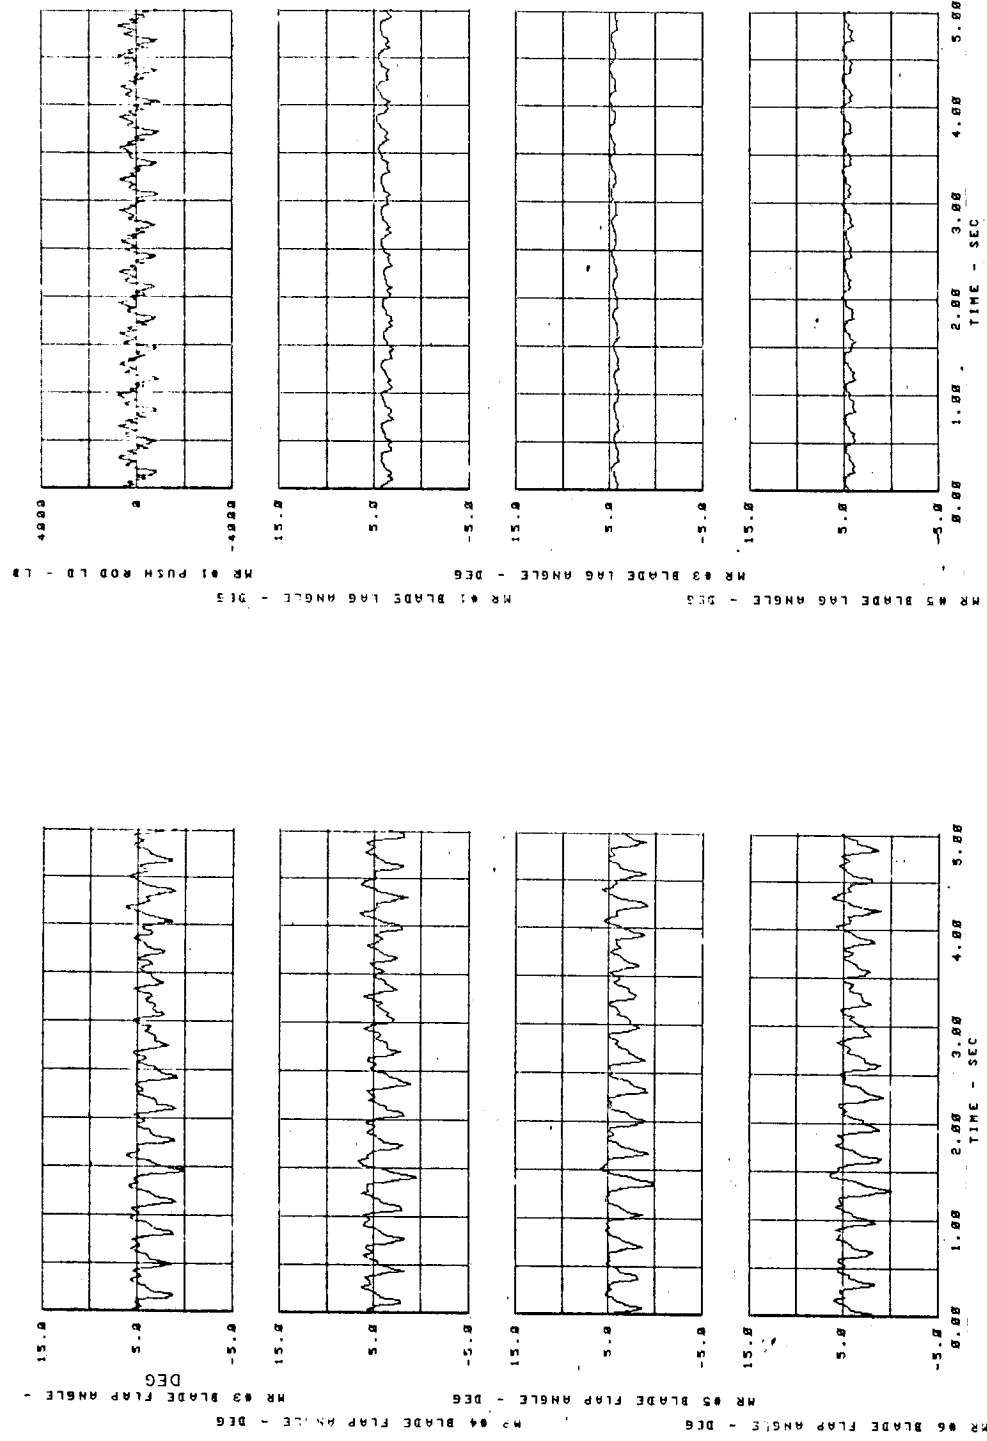 4000
0
-4000
MR #1 PUSH ROD LD - LB
15.0
5.0
-5.0
MR #1 BLADE LAG ANGLE - DEG
15.0
5.0
-5.0
MR #3 BLADE LAG ANGLE - DEG
15.0
5.0
-5.0
MR #5 BLADE LAG ANGLE - DEG
0.00 1.00 2.00 3.00 4.00 5.00
TIME - SEC
15.0
5.0
-5.0
MR #3 BLADE FLAP ANGLE -
DEG
15.0
5.0
-5.0
MR #4 BLADE FLAP ANGLE - DEG
15.0
5.0
-5.0
MR #5 BLADE FLAP ANGLE - DEG
15.0
5.0
-5.0
MR #6 BLADE FLAP ANGLE - DEG
0.00 1.00 2.00 3.00 4.00 5.00
TIME - SEC